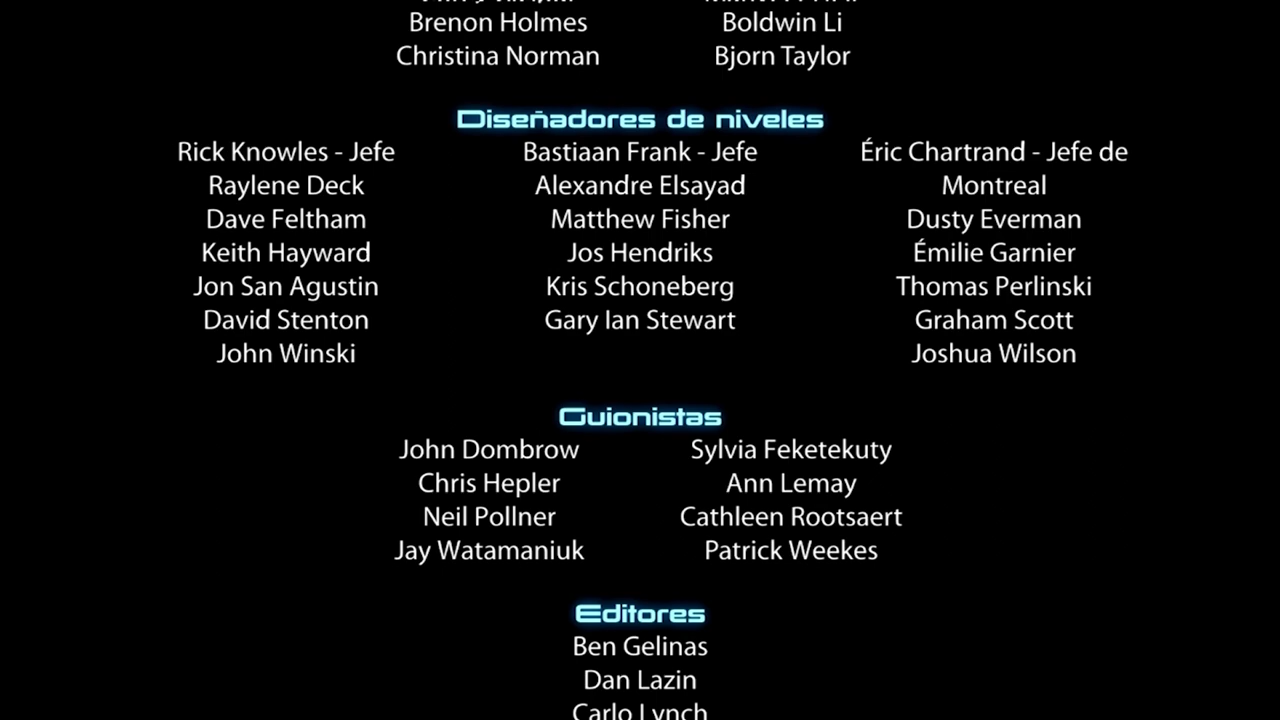 Brenon Holmes
Boldwin Li
Christina Norman
Bjorn Taylor
Diseñadores de niveles
Rick Knowles - Jefe
Raylene Deck
Dave Feltham
Keith Hayward
Jon San Agustin
David Stenton
John Winski
Bastiaan Frank - Jefe
Alexandre Elsayad
Matthew Fisher
Jos Hendriks
Kris Schoneberg
Gary Ian Stewart
Éric Chartrand - Jefe de
Montreal
Dusty Everman
Émilie Garnier
Thomas Perlinski
Graham Scott
Joshua Wilson
Guionistas
John Dombrow
Chris Hepler
Neil Pollner
Jay Watamaniuk
Sylvia Feketekuty
Ann Lemay
Cathleen Rootsaert
Patrick Weekes
Editores
Ben Gelinas
Dan Lazin
Carlo Lynch